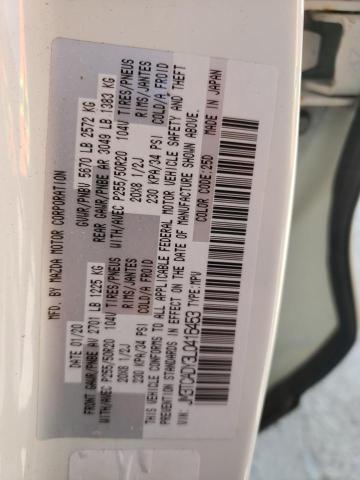 MFD. BY MAZDA MOTOR CORPORATION
01/20 GVWR/PNBV 5670 LB 2572 KG
FRONT GAWR/PNBE AV 2701 LB 1225 KG REAR GAWR/PNBE AR 3049 LB 1383 KG
WITH/AVEC P255/50R20 104V TIRES/PNEUS WITH/AVEC P255/50R20 104V TIRES/PNEUS
20X8 1/2J RIMS/JANTES 20X8 1/2J RIMS/JANTES
230 KPA/34 PSI COLD/A FROID 230 KPA/34 PSI COLD/A FROID
THIS VEHICLE CONFORMS TO ALL APPLICABLE FEDERAL MOTOR VEHICLE SAFETY AND THEFT
PREVENTION STANDARDS IN EFFECT ON THE DATE OF MANUFACTURE SHOWN ABOVE.
VIN: JM3TCADY3L0416453 TYPE:MPV COLOR CODE:25D MADE IN JAPAN